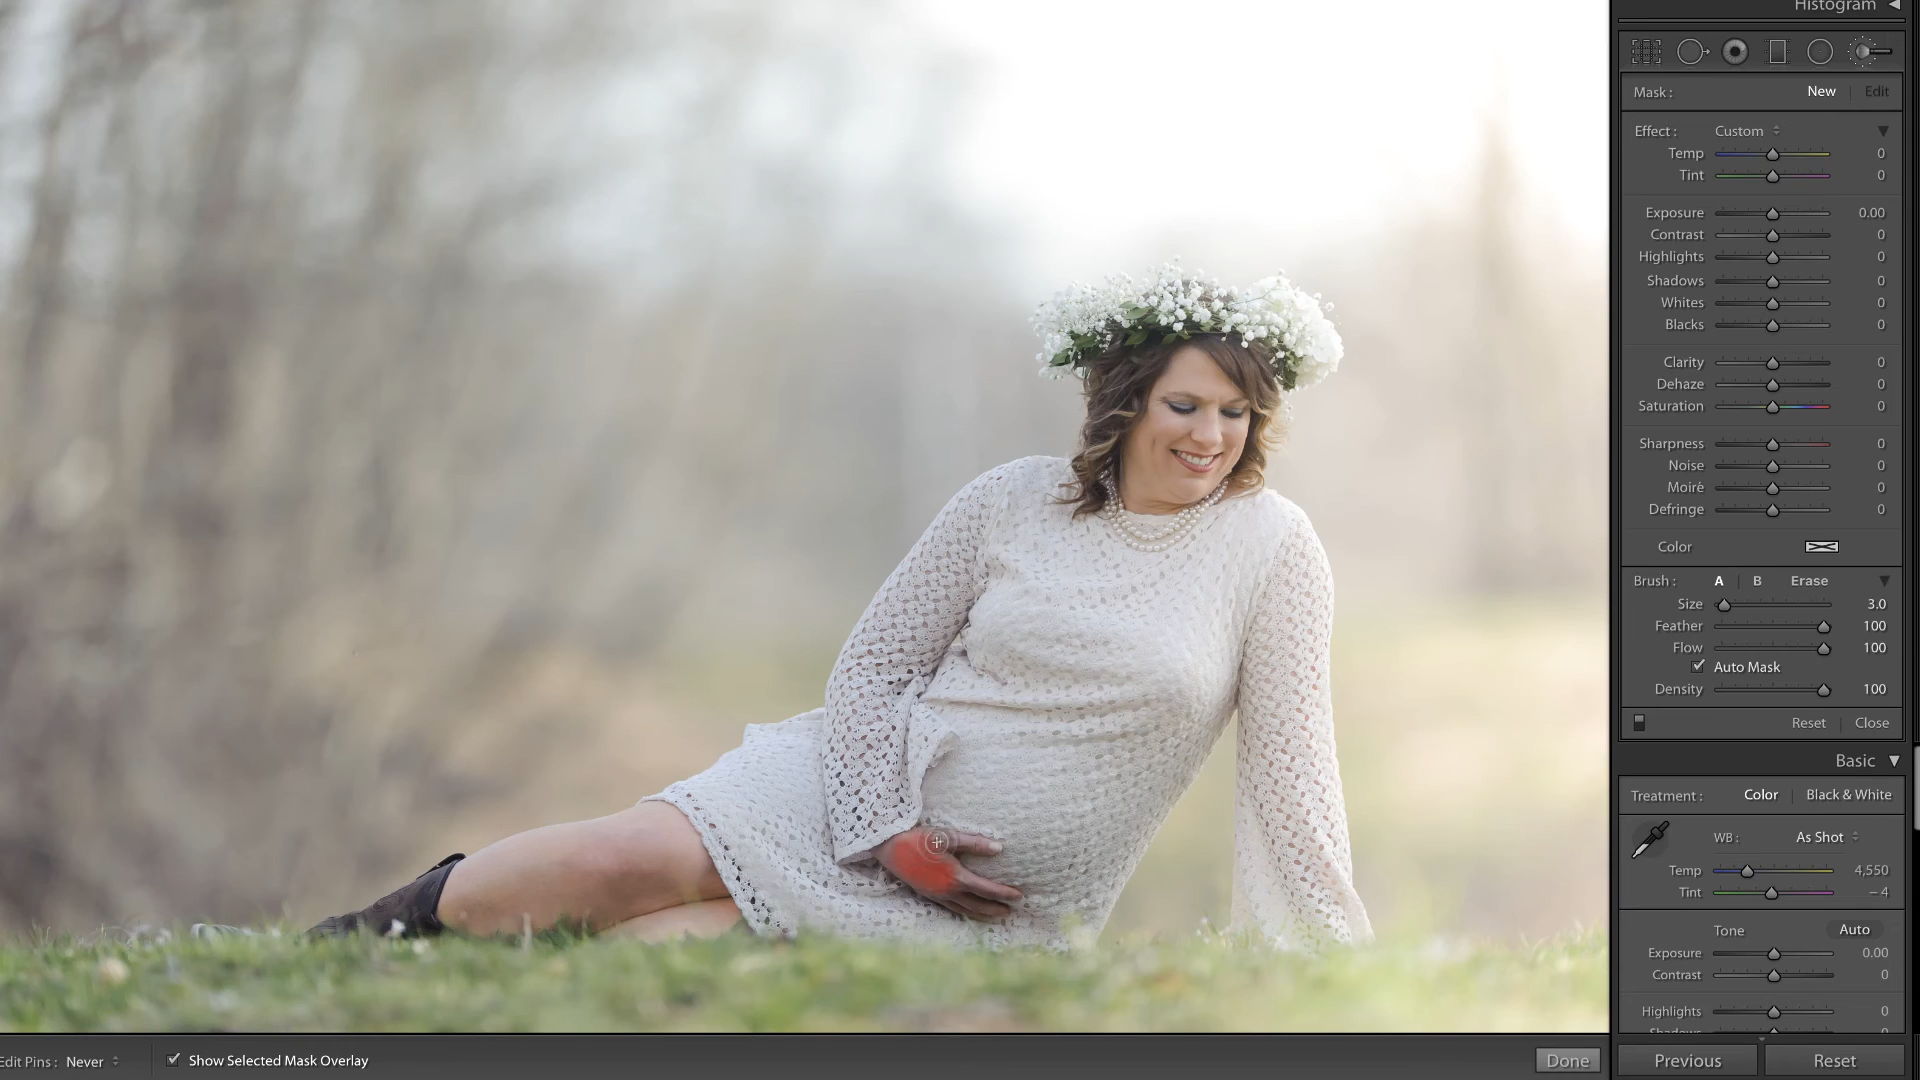 Histogram
Mask : New Edit
Effect : Custom
Temp 0
Tint 0
Exposure 0.00
Contrast 0
Highlights 0
Shadows 0
Whites 0
Blacks 0
Clarity 0
Dehaze 0
Saturation 0
Sharpness 0
Noise 0
Moiré 0
Defringe 0
Color
Brush : A B Erase
Size 3.0
Feather 100
Flow 100
Auto Mask
Density 100
Reset Close
Basic
Treatment : Color Black & White
WB : As Shot
Temp 4,550
Tint – 4
Tone Auto
Exposure 0.00
Contrast 0
Highlights 0
Shadows
Edit Pins : Never Show Selected Mask Overlay Done Previous Reset